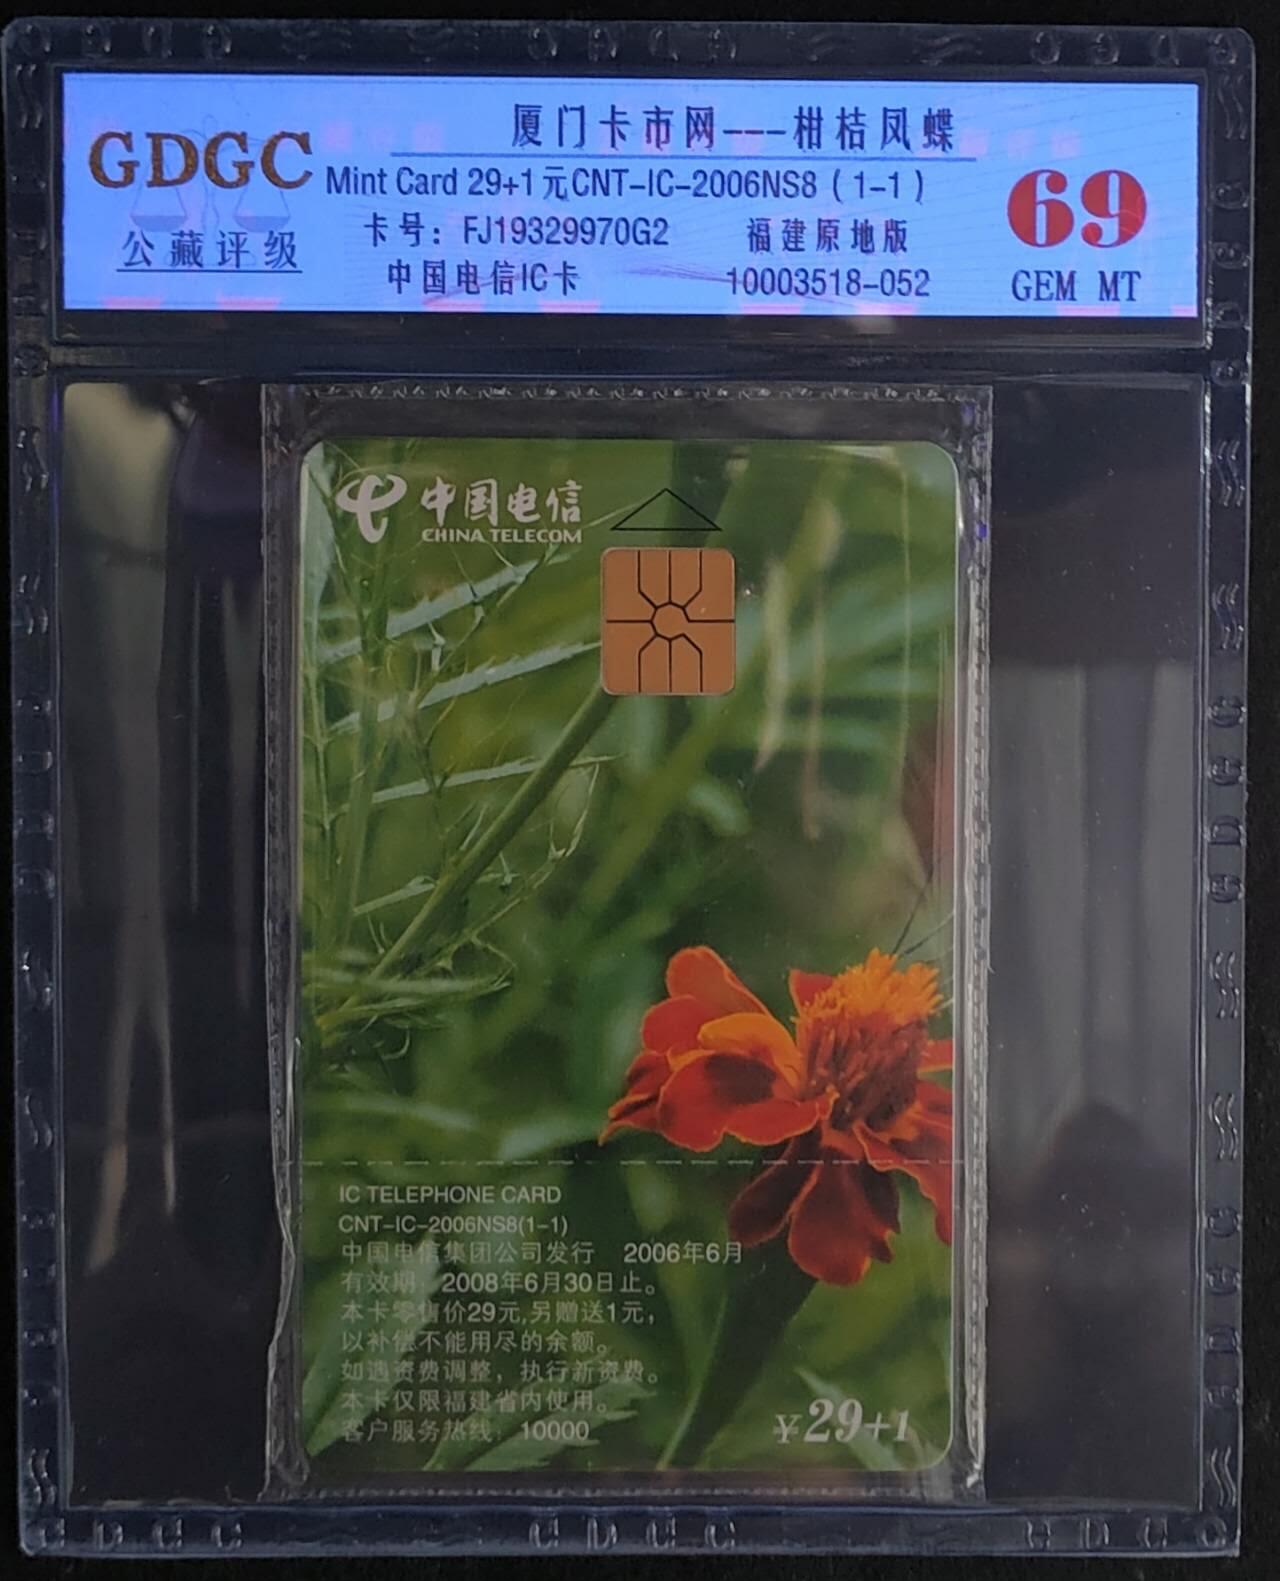 GDGC
公藏评级
厦门卡市网---柑桔凤蝶
Mint Card 29+1元CNT-IC-2006NS8(1-1)
卡号：FJ19329970G2 福建原地版
中国电信IC卡 10003518-052
69
GEM MT
中国电信
CHINA TELECOM
IC TELEPHONE CARD
CNT-IC-2006NS8(1-1)
中国电信集团公司发行 2006年6月
有效期：2008年6月30日止。
本卡零售价29元,另赠送1元，
以补偿不能用尽的余额。
如遇资费调整，执行新资费。
本卡仅限福建省内使用。
客户服务热线：10000
¥29+1